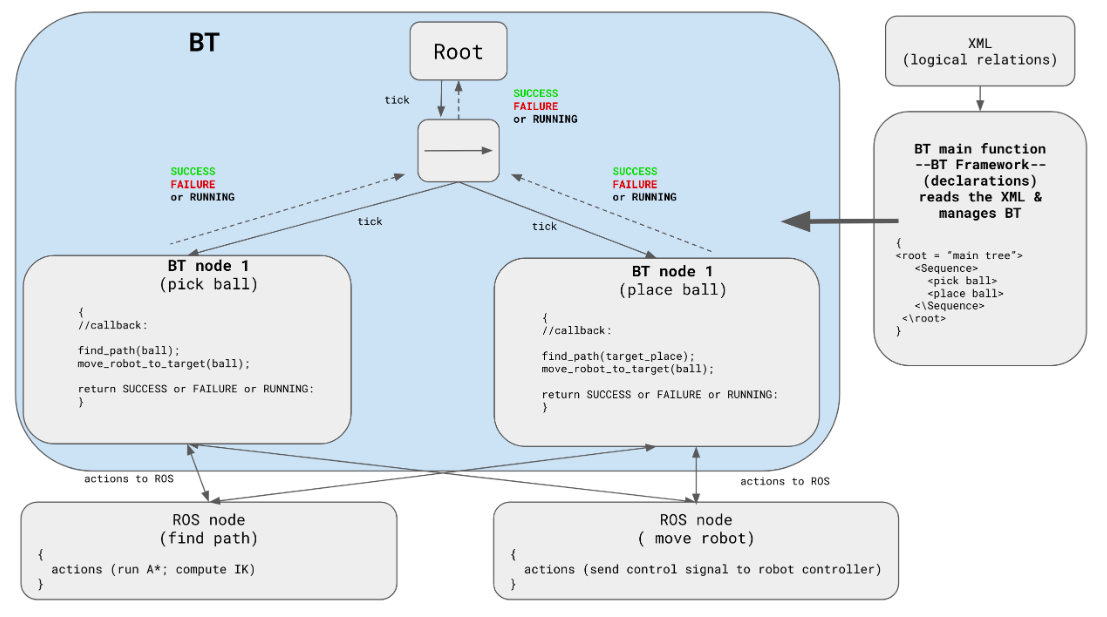 BT
Root
tick
SUCCESS
FAILURE
or RUNNING
SUCCESS
FAILURE
or RUNNING
SUCCESS
FAILURE
or RUNNING
tick
tick
BT node 1
(pick ball)
{
//callback:
find_path(ball);
move_robot_to_target(ball);
return SUCCESS or FAILURE or RUNNING:
}
BT node 1
(place ball)
{
//callback:
find_path(target_place);
move_robot_to_target(ball);
return SUCCESS or FAILURE or RUNNING:
}
XML
(logical relations)
BT main function
--BT Framework--
(declarations)
reads the XML &
manages BT
{
<root = "main tree">
<Sequence>
<pick ball>
<place ball>
<\Sequence>
<\root>
}
actions to ROS
actions to ROS
ROS node
(find path)
{
actions (run A*; compute IK)
}
ROS node
( move robot)
{
actions (send control signal to robot controller)
}